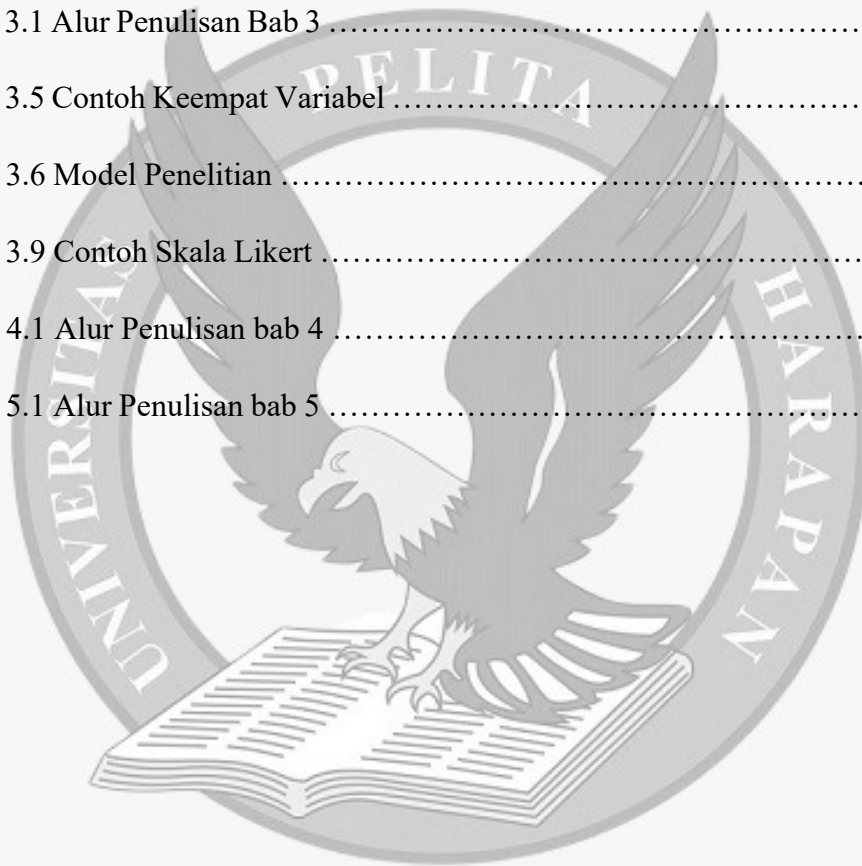 3.1 Alur Penulisan Bab 3 ……………………………………………………
3.5 Contoh Keempat Variabel ………………………………………………
3.6 Model Penelitian …………………………………………………………
3.9 Contoh Skala Likert ……………………………………………………
4.1 Alur Penulisan bab 4 ……………………………………………………
5.1 Alur Penulisan bab 5 ……………………………………………………
UNIVERSITAS PELITA HARAPAN